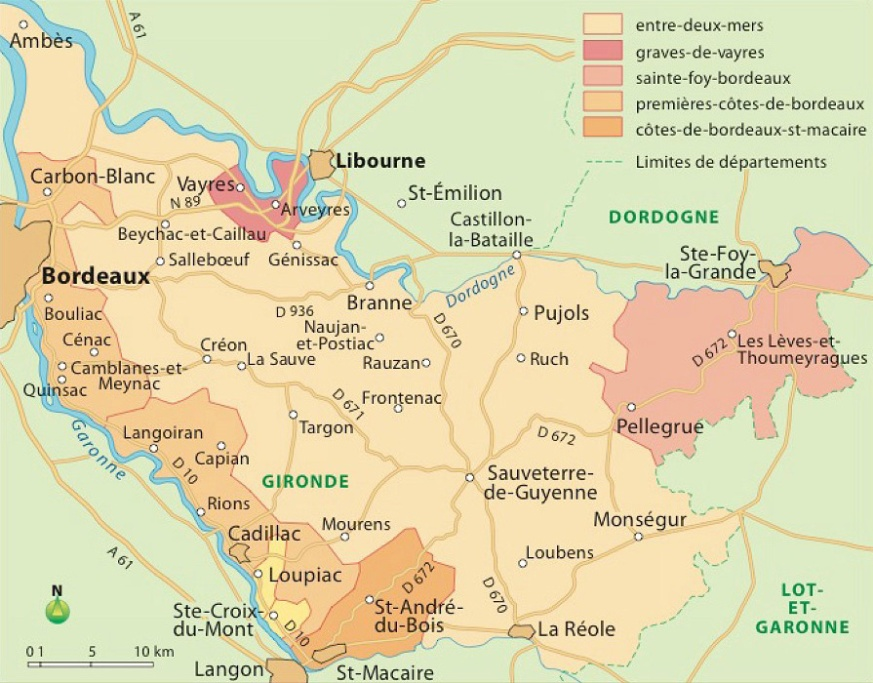 entre-deux-mers
graves-de-vayres
sainte-foy-bordeaux
premières-côtes-de-bordeaux
côtes-de-bordeaux-st-macaire
Limites de départements
Ambès
A 61
Libourne
Carbon-Blanc
Vayres
N 89
Arveyres
St-Émilion
Castillon-
la-Bataille
DORDOGNE
Beychac-et-Caillau
Sallebœuf
Génissac
Ste-Foy-
la-Grande
Bordeaux
Dordogne
Branne
Bouliac
D 936
Naujan-
et-Postiac
D 670
Pujols
Cénac
Créon
La Sauve
Rauzan
Ruch
D 672
Les Lèves-et-
Thoumeyragues
Camblanes-et-
Meynac
Quinsac
D 671
Frontenac
Pellegrue
Garonne
Langoiran
Targon
D 672
Capian
D 10
GIRONDE
Sauveterre-
de-Guyenne
Rions
Cadillac
Mourens
Monségur
A 61
Loubens
Loupiac
D 672
D 670
N
Ste-Croix-
du-Mont
St-André-
du-Bois
LOT-
ET-
GARONNE
D 10
La Réole
0 1 5 10 km
Langon
St-Macaire